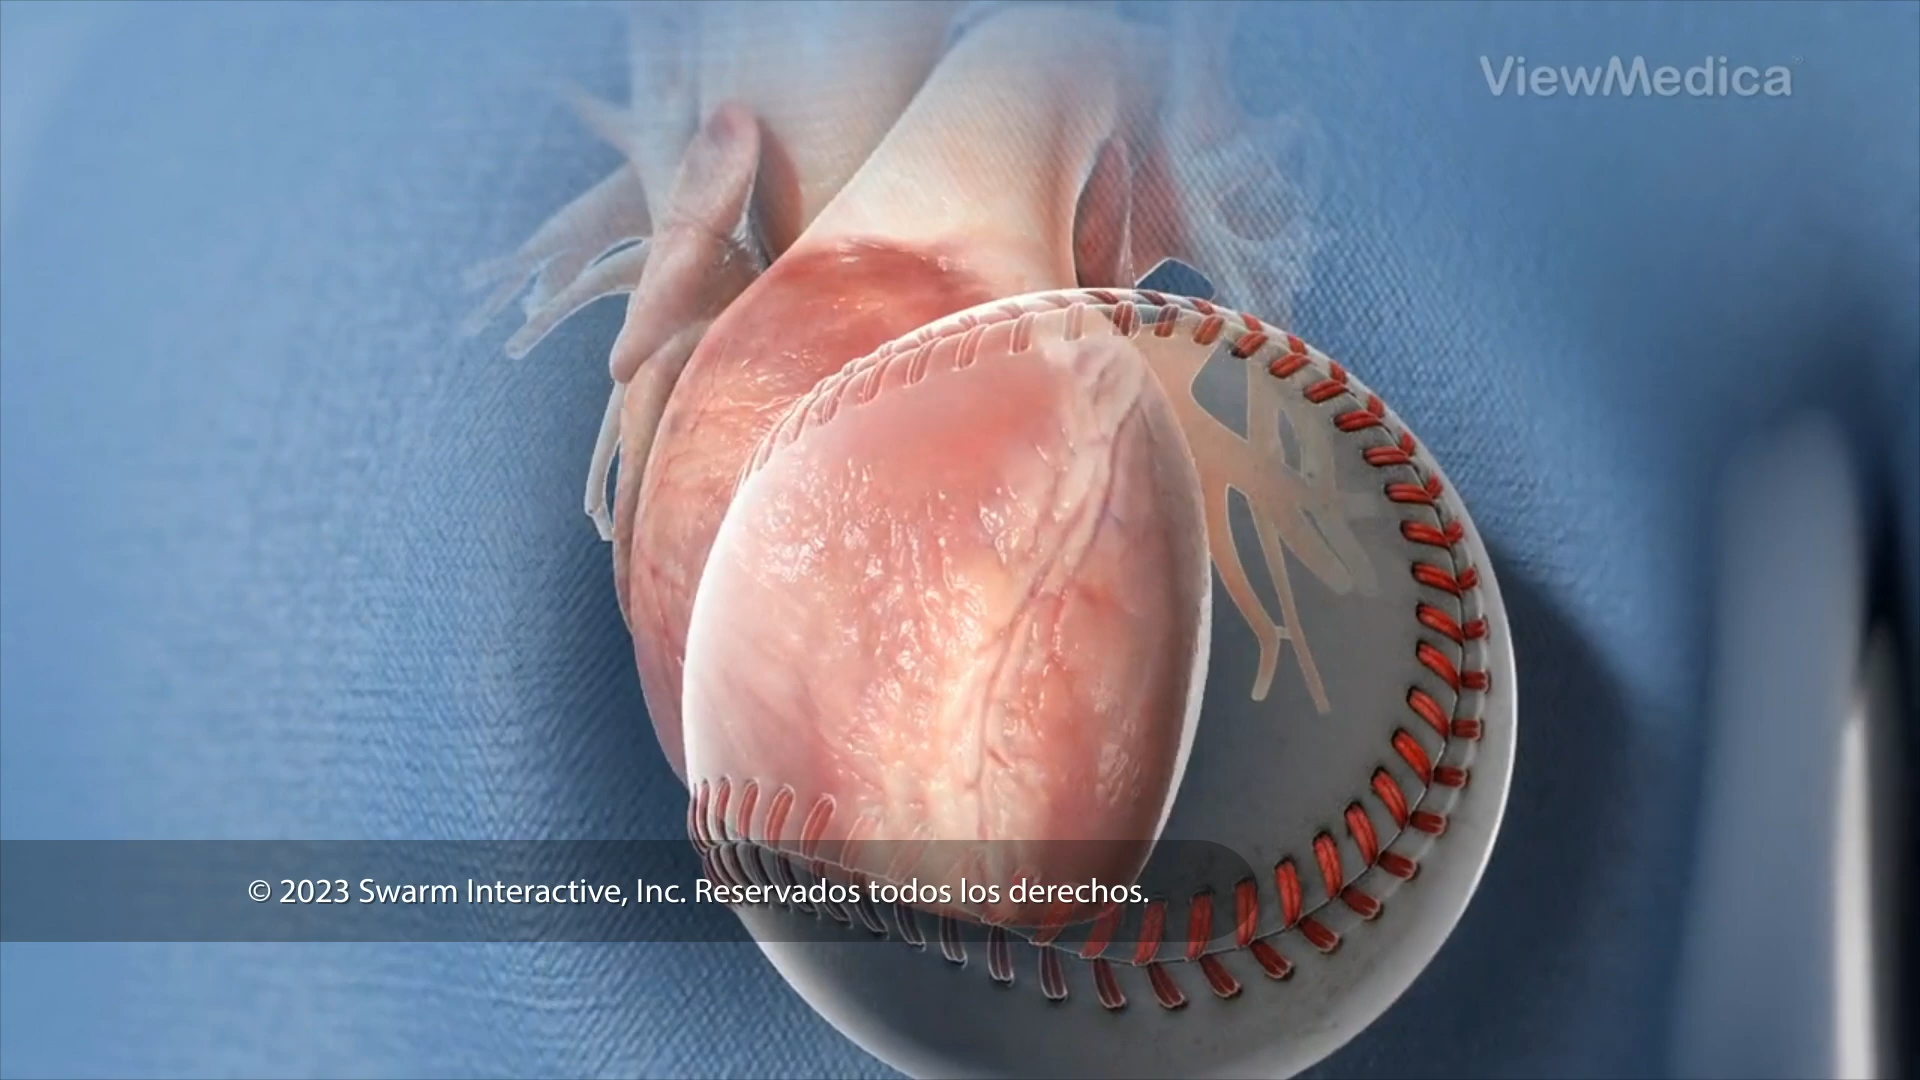 ViewMedica
© 2023 Swarm Interactive, Inc. Reservados todos los derechos.